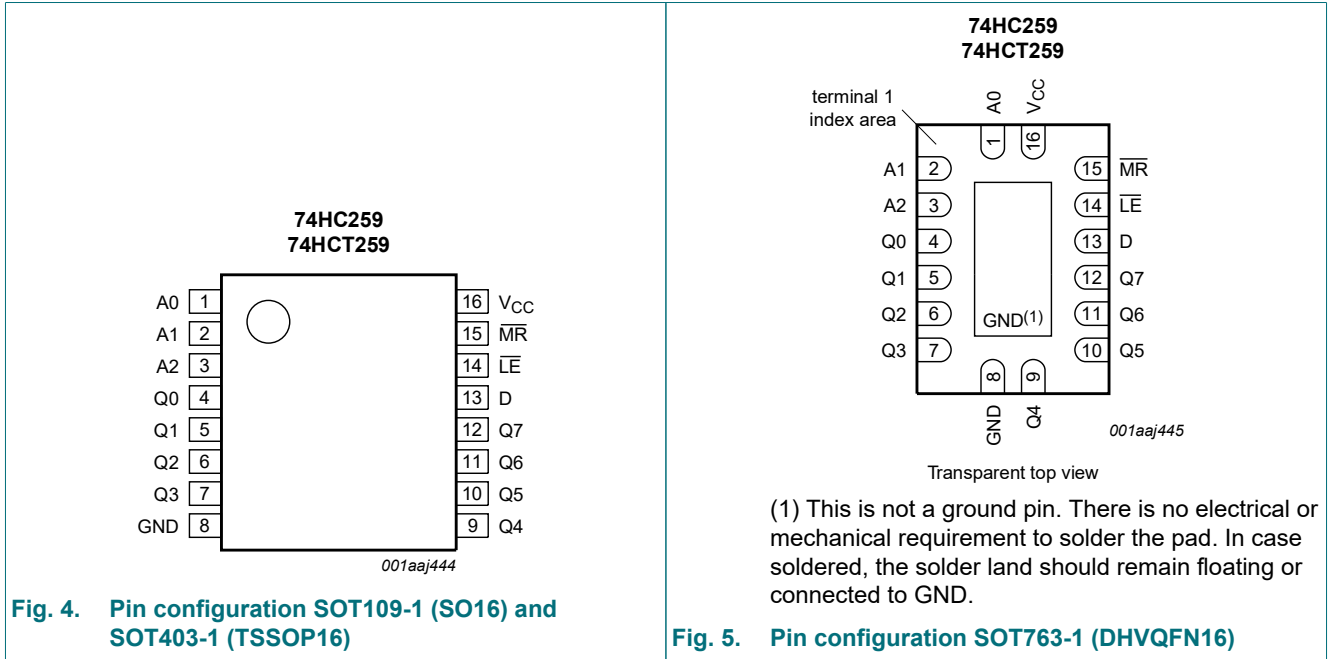 74HC259
74HCT259
A0 1 16 VCC
A1 2 15 MR
A2 3 14 LE
Q0 4 13 D
Q1 5 12 Q7
Q2 6 11 Q6
Q3 7 10 Q5
GND 8 9 Q4
001aaj444
Fig. 4. Pin configuration SOT109-1 (SO16) and
SOT403-1 (TSSOP16)
74HC259
74HCT259
terminal 1
index area
A0 VCC
1 16
A1 2 15 MR
A2 3 14 LE
Q0 4 13 D
Q1 5 12 Q7
Q2 6 11 Q6
Q3 7 GND(1) 10 Q5
8 9
GND Q4
001aaj445
Transparent top view
(1) This is not a ground pin. There is no electrical or
mechanical requirement to solder the pad. In case
soldered, the solder land should remain floating or
connected to GND.
Fig. 5. Pin configuration SOT763-1 (DHVQFN16)